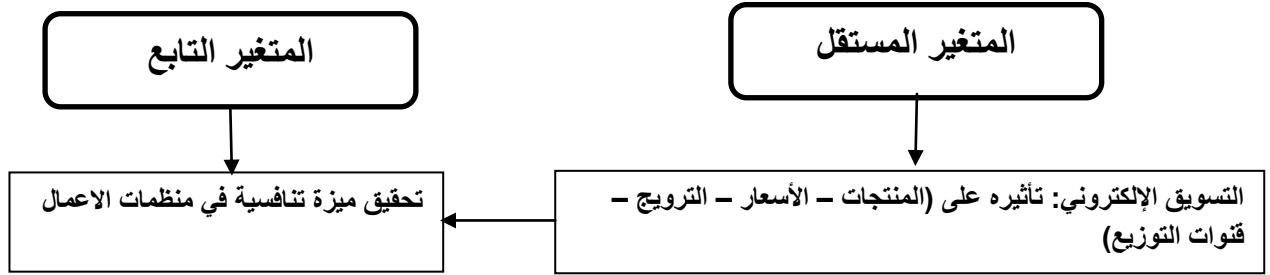 المتغير المستقل
المتغير التابع
التسويق الإلكتروني: تأثيره على (المنتجات – الأسعار – الترويج –
قنوات التوزيع)
تحقيق ميزة تنافسية في منظمات الاعمال